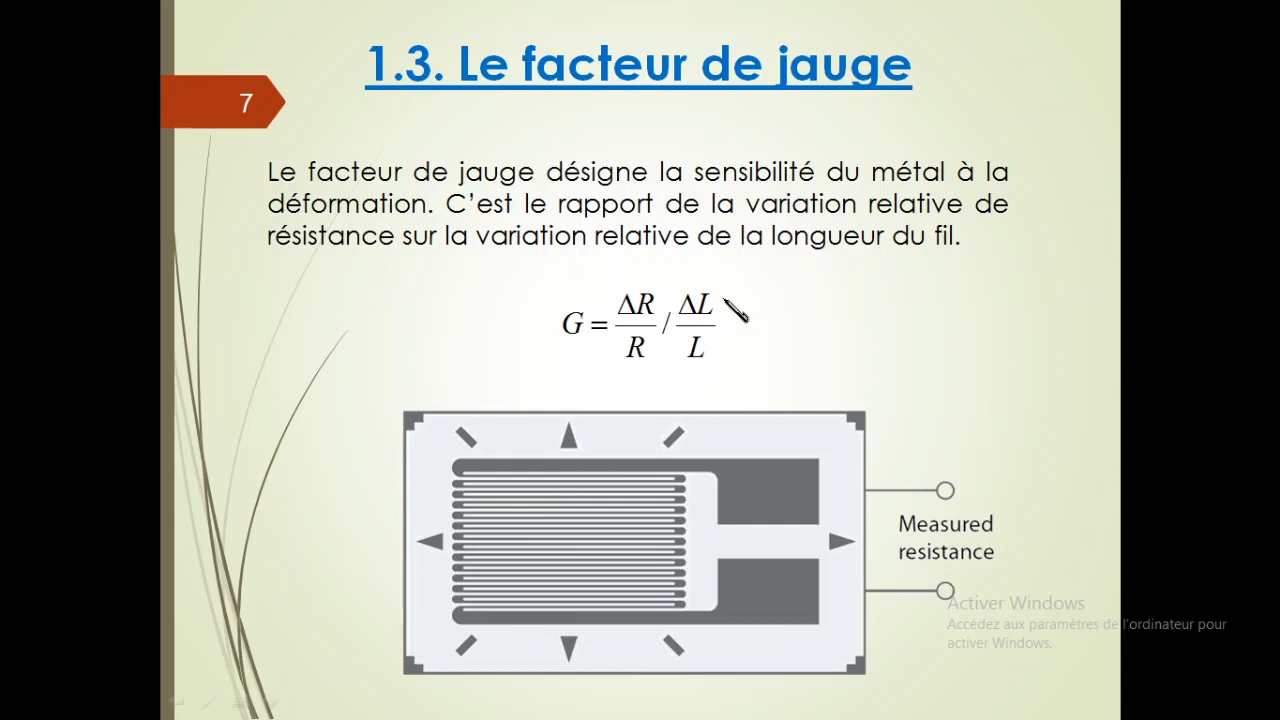 1.3. Le facteur de jauge
7
Le facteur de jauge désigne la sensibilité du métal à la
déformation. C’est le rapport de la variation relative de
résistance sur la variation relative de la longueur du fil.
G = ΔR/R / ΔL/L
Measured
resistance
Activer Windows
Accédez aux paramètres de l'ordinateur pour
activer Windows.